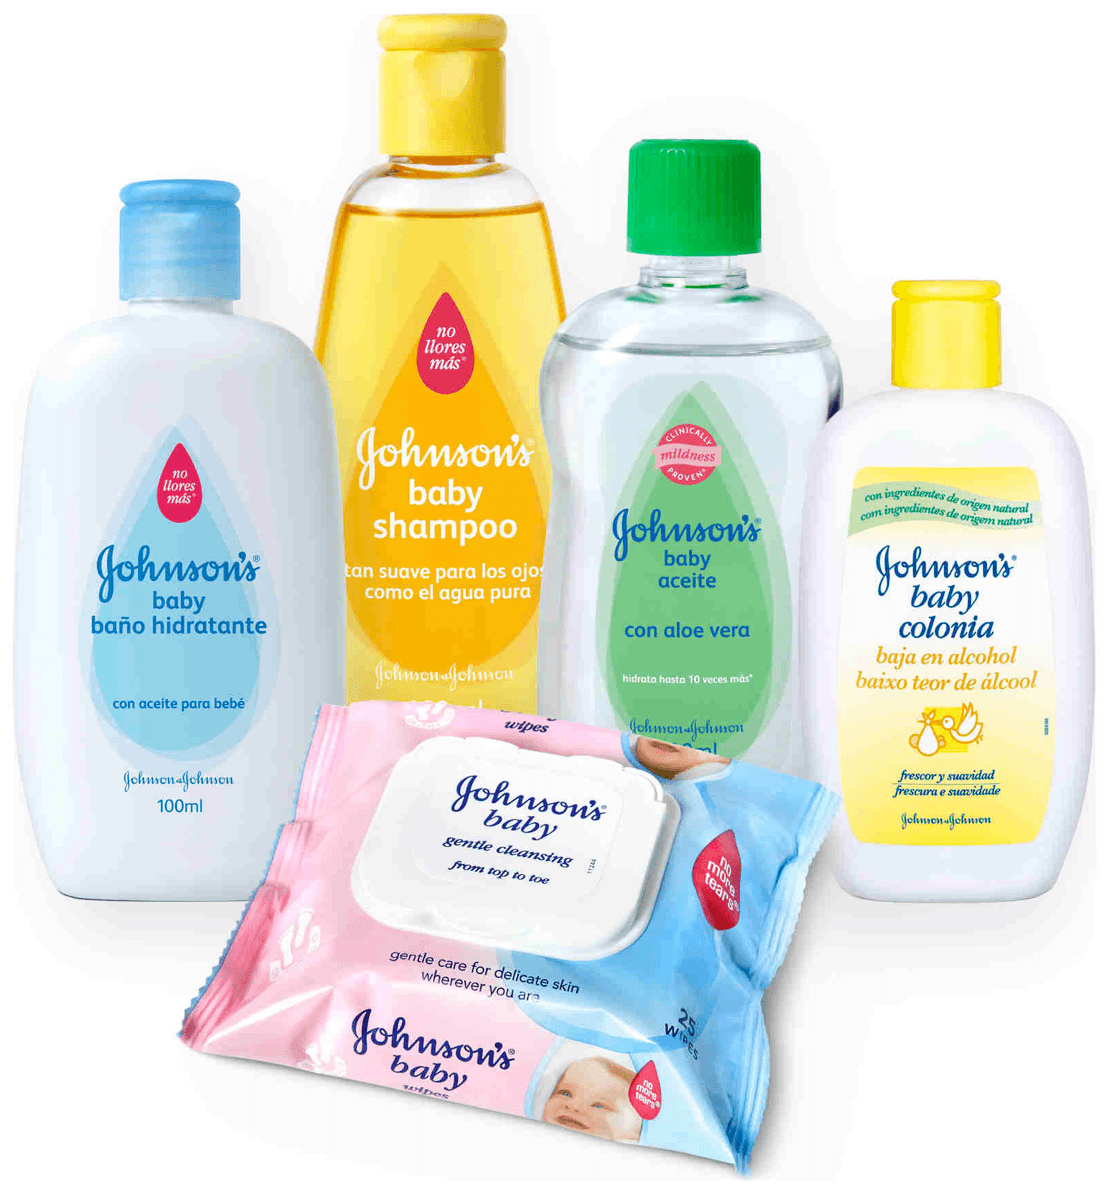 no
llores
más®
Johnson's®
baby
baño hidratante
con aceite para bebé
Johnson & Johnson
100ml
no
llores
más®
Johnson's®
baby
shampoo
tan suave para los ojos
como el agua pura
Johnson & Johnson
CLINICALLY
mildness
PROVEN®
Johnson's®
baby
aceite
con aloe vera
hidrata hasta 10 veces más*
Johnson & Johnson
con ingredientes de origen natural
com ingredientes de origem natural
Johnson's®
baby
colonia
baja en alcohol
baixo teor de álcool
frescor y suavidad
frescura e suavidade
Johnson & Johnson
wipes
Johnson's®
baby
gentle cleansing
from top to toe
no
more
tears®
gentle care for delicate skin
wherever you are
25
WIPES
Johnson's®
baby
wipes
no
more
tears®